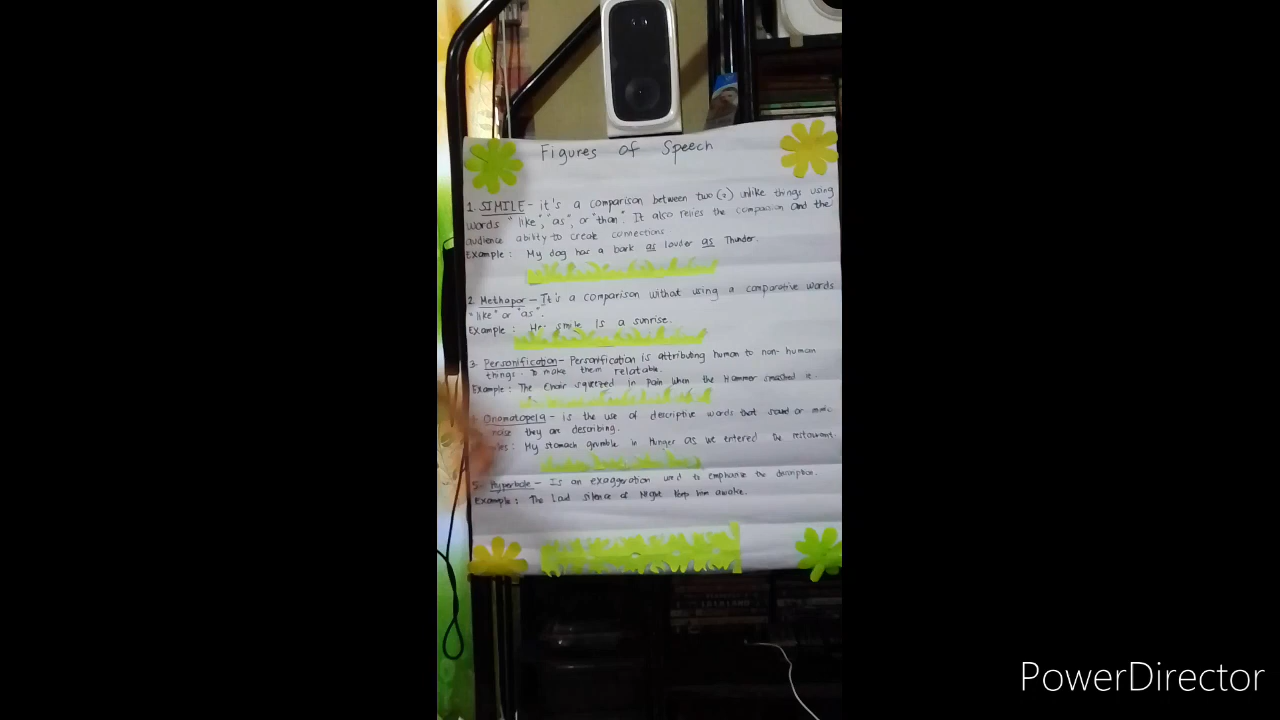 Figures of Speech
1. SIMILE - it's a comparison between two (2) unlike things using
words "like", "as", or "than". It also relies the compassion and the
audience ability to create connections
Example: My dog has a bark as louder as Thunder.
2. Methapor - It's a comparison without using a comparative words
"like" or "as".
Example: smile is a sunrise.
3. Personification - Personification is attributing human to non-human
things. To make them relatable.
Example: The Chair squeezed In Pain When the Hammer smashed it.
Onomatopeia - is the use of descriptive words that sound or mimic
noise they are describing.
My stomach grumble in Hunger as we entered the restaurant.
5. Hyperbole - Is an exaggeration used to emphasize the description.
Example: The Loud silence of Night keep him awake.
PowerDirector